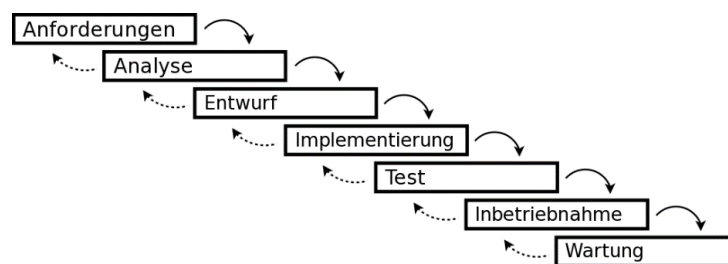 Anforderungen
Analyse
Entwurf
Implementierung
Test
Inbetriebnahme
Wartung